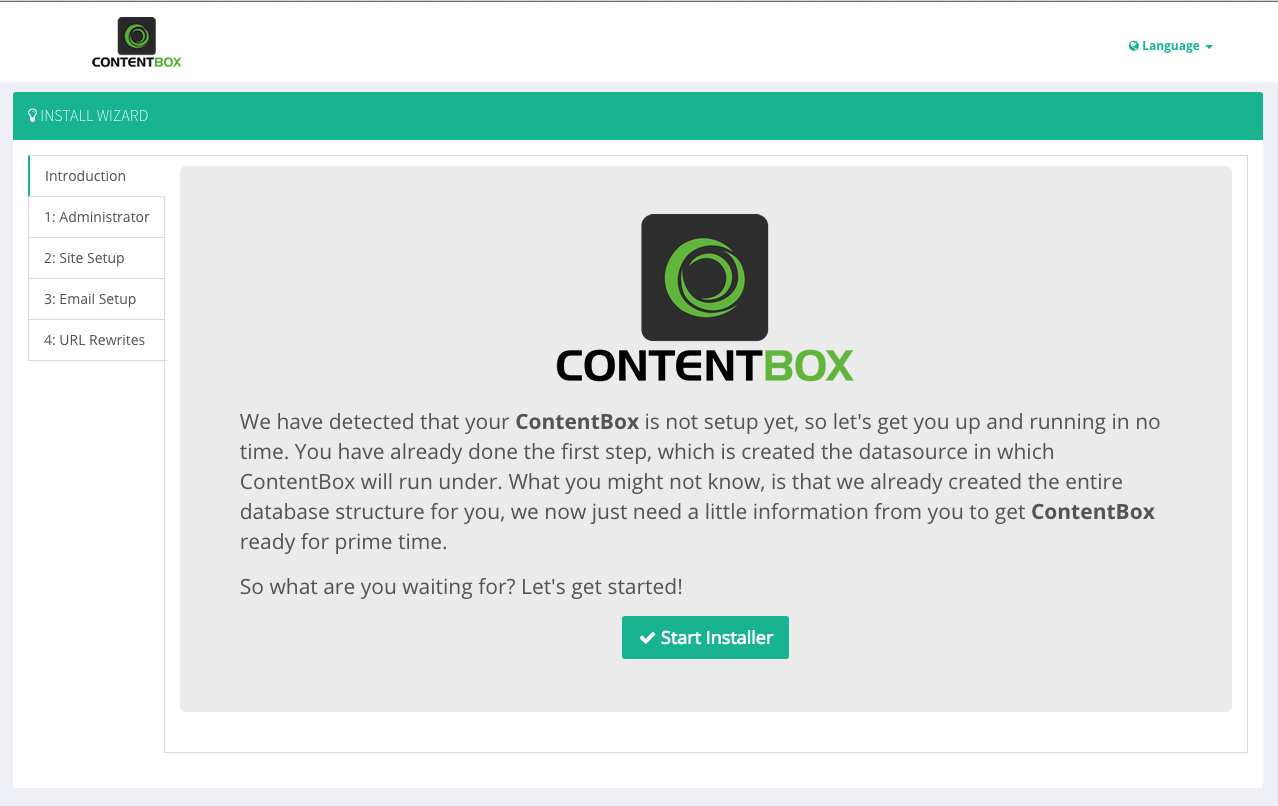 CONTENTBOX
Language
INSTALL WIZARD
Introduction
1: Administrator
2: Site Setup
3: Email Setup
4: URL Rewrites
CONTENTBOX
We have detected that your ContentBox is not setup yet, so let's get you up and running in no
time. You have already done the first step, which is created the datasource in which
ContentBox will run under. What you might not know, is that we already created the entire
database structure for you, we now just need a little information from you to get ContentBox
ready for prime time.
So what are you waiting for? Let's get started!
Start Installer